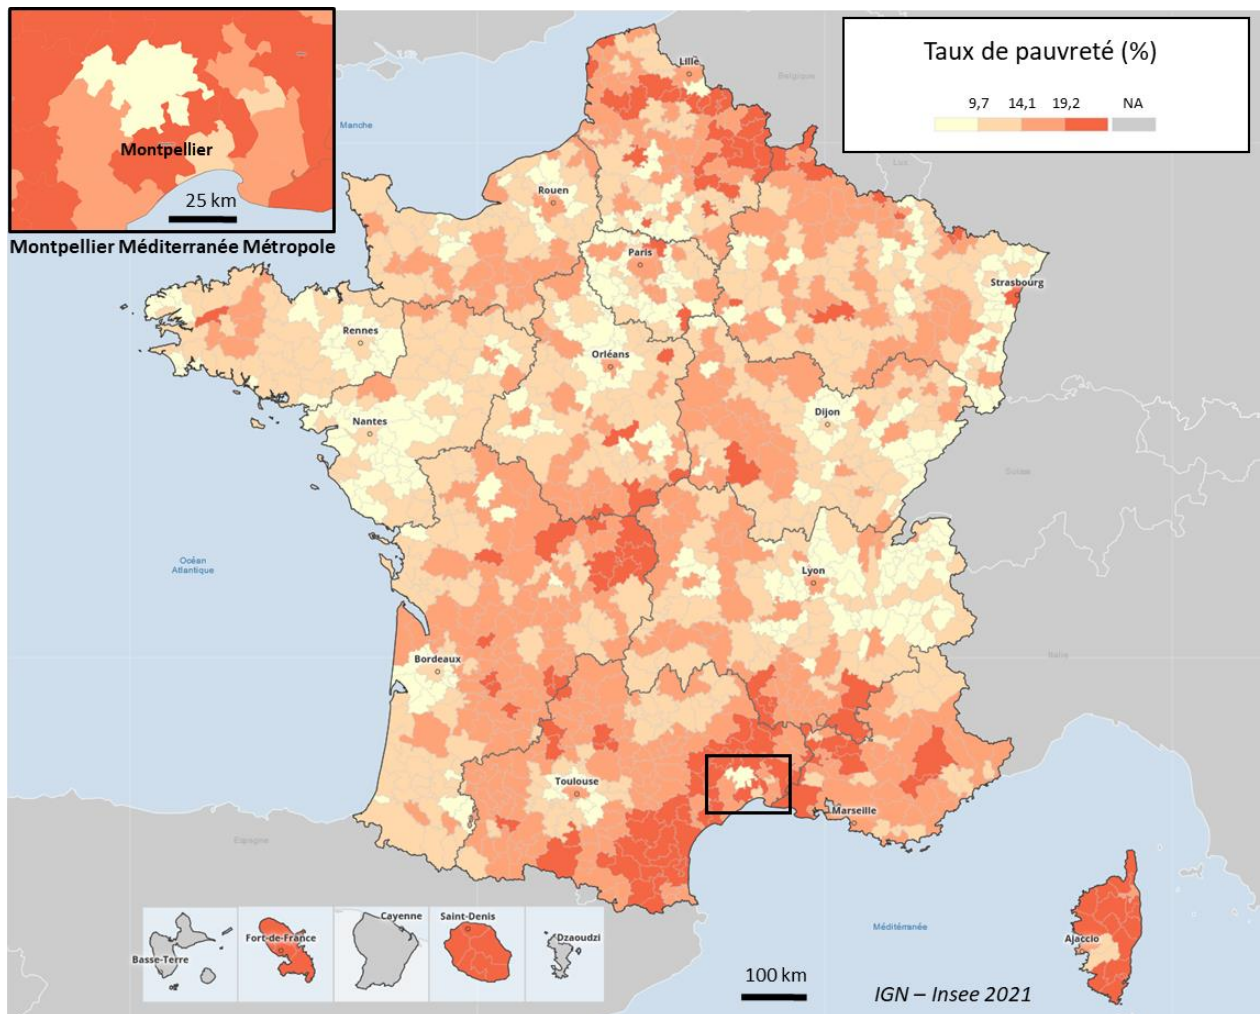 Taux de pauvreté (%)
9,7 14,1 19,2 NA
Montpellier
25 km
Montpellier Méditerranée Métropole
Manche
Belgique
Lux
Lille
Rouen
Paris
Strasbourg
Rennes
Orléans
Nantes
Dijon
Suisse
Océan
Atlantique
Lyon
Bordeaux
Italie
Toulouse
Marseille
Espagne
Cayenne
Saint-Denis
Fort-de-France
Dzaoudzi
Basse-Terre
Méditerranée
Ajaccio
100 km
IGN – Insee 2021